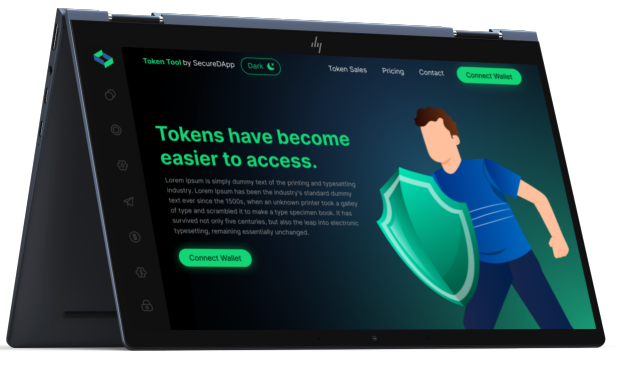 hp
Token Tool by SecureDApp
Dark
Token Sales
Pricing
Contact
Connect Wallet
Tokens have become
easier to access.
Lorem Ipsum is simply dummy text of the printing and typesetting
industry. Lorem Ipsum has been the industry's standard dummy
text ever since the 1500s, when an unknown printer took a galley
of type and scrambled it to make a type specimen book. It has
survived not only five centuries, but also the leap into electronic
typesetting, remaining essentially unchanged.
Connect Wallet